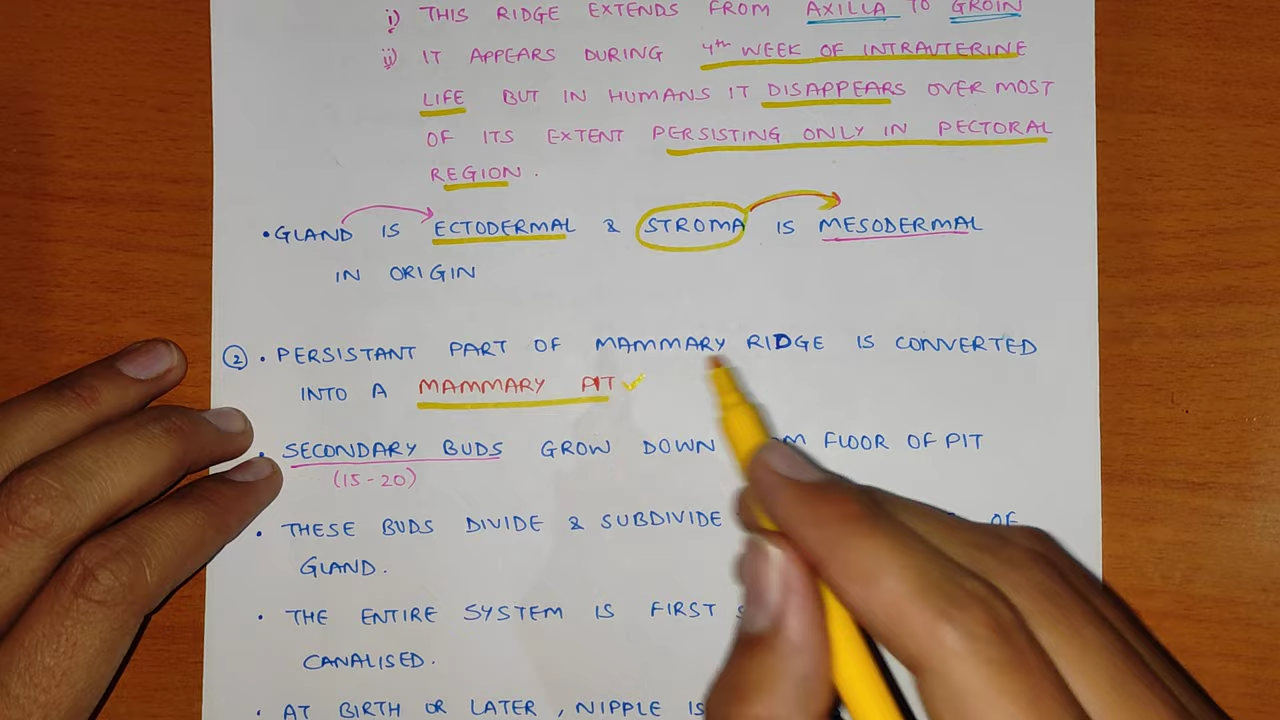 i) THIS RIDGE EXTENDS FROM AXILLA TO GROIN
ii) IT APPEARS DURING 4th WEEK OF INTRAUTERINE
LIFE BUT IN HUMANS IT DISAPPEARS OVER MOST
OF ITS EXTENT PERSISTING ONLY IN PECTORAL
REGION.
• GLAND IS ECTODERMAL & STROMA IS MESODERMAL
IN ORIGIN
② • PERSISTANT PART OF MAMMARY RIDGE IS CONVERTED
INTO A MAMMARY PIT
• SECONDARY BUDS GROW DOWN FLOOR OF PIT
(15-20)
• THESE BUDS DIVIDE & SUBDIVIDE OF
GLAND.
• THE ENTIRE SYSTEM IS FIRST
CANALISED.
• AT BIRTH OR LATER, NIPPLE IS